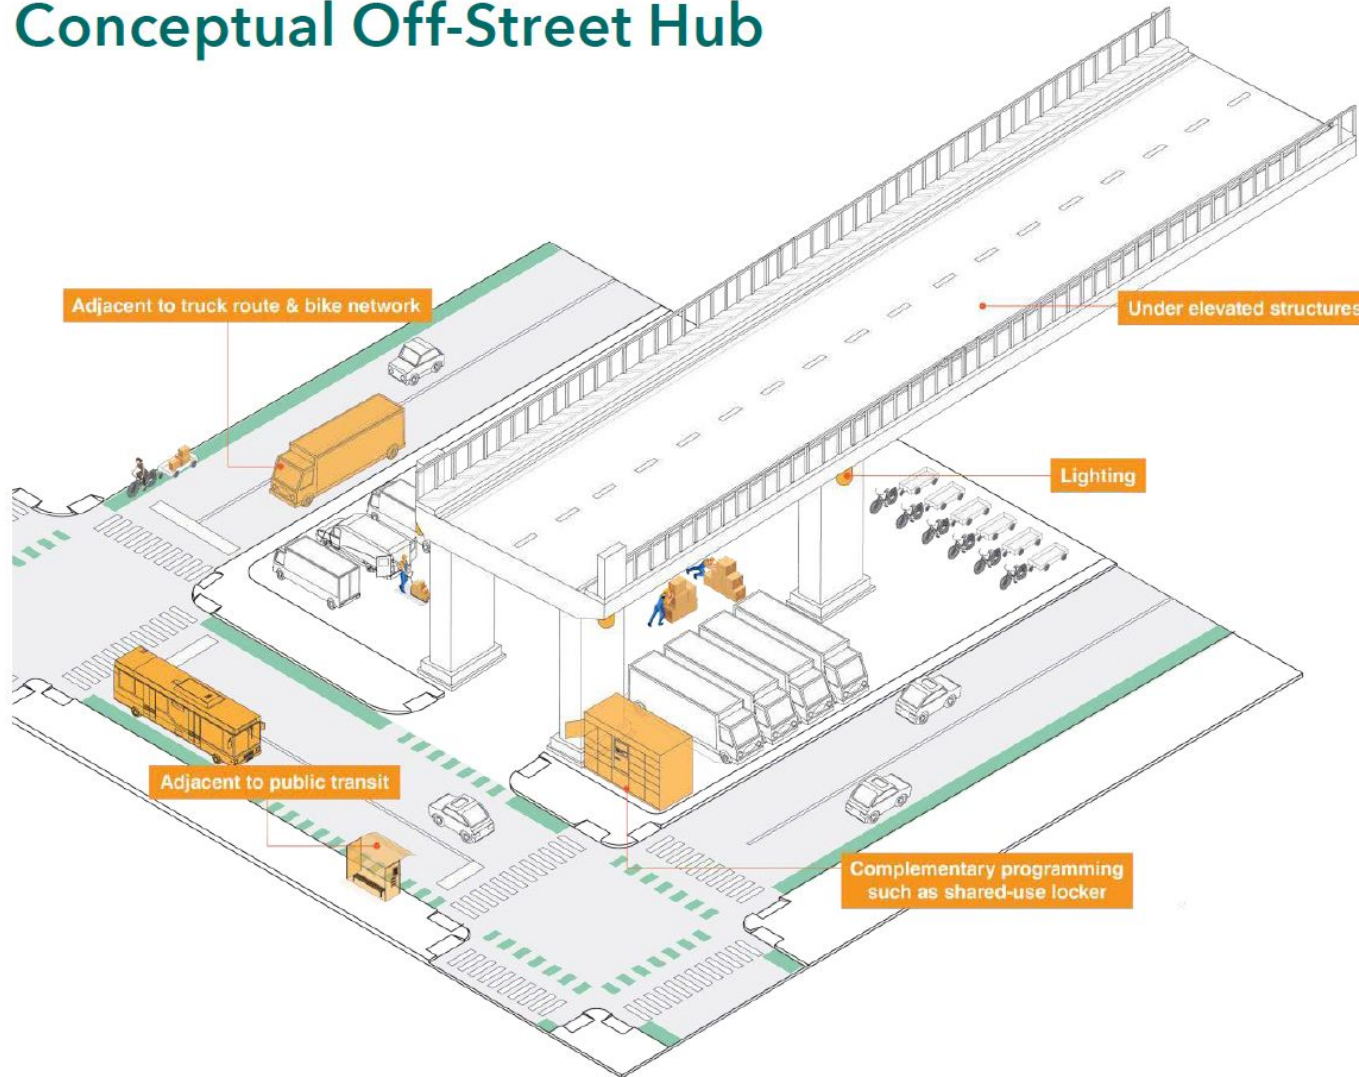 Conceptual Off-Street Hub
Adjacent to truck route & bike network
Under elevated structures
Lighting
Adjacent to public transit
Complementary programming
such as shared-use locker